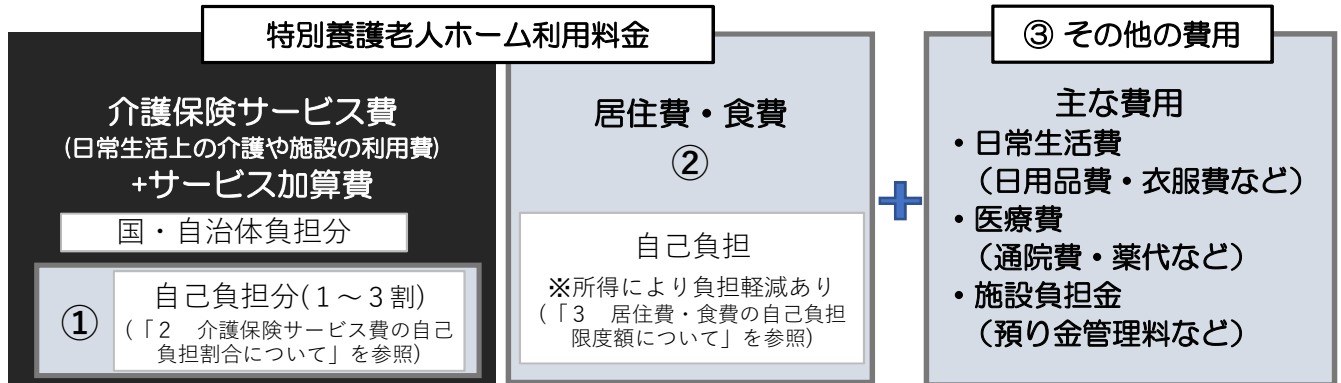 特別養護老人ホーム利用料金
介護保険サービス費
(日常生活上の介護や施設の利用費)
+サービス加算費
国・自治体負担分
①
自己負担分(1～3割)
(「2　介護保険サービス費の自己
負担割合について」を参照)
居住費・食費
②
自己負担
※所得により負担軽減あり
(「3　居住費・食費の自己負担
限度額について」を参照)
③ その他の費用
主な費用
・日常生活費
（日用品費・衣服費など）
・医療費
（通院費・薬代など）
・施設負担金
（預り金管理料など）